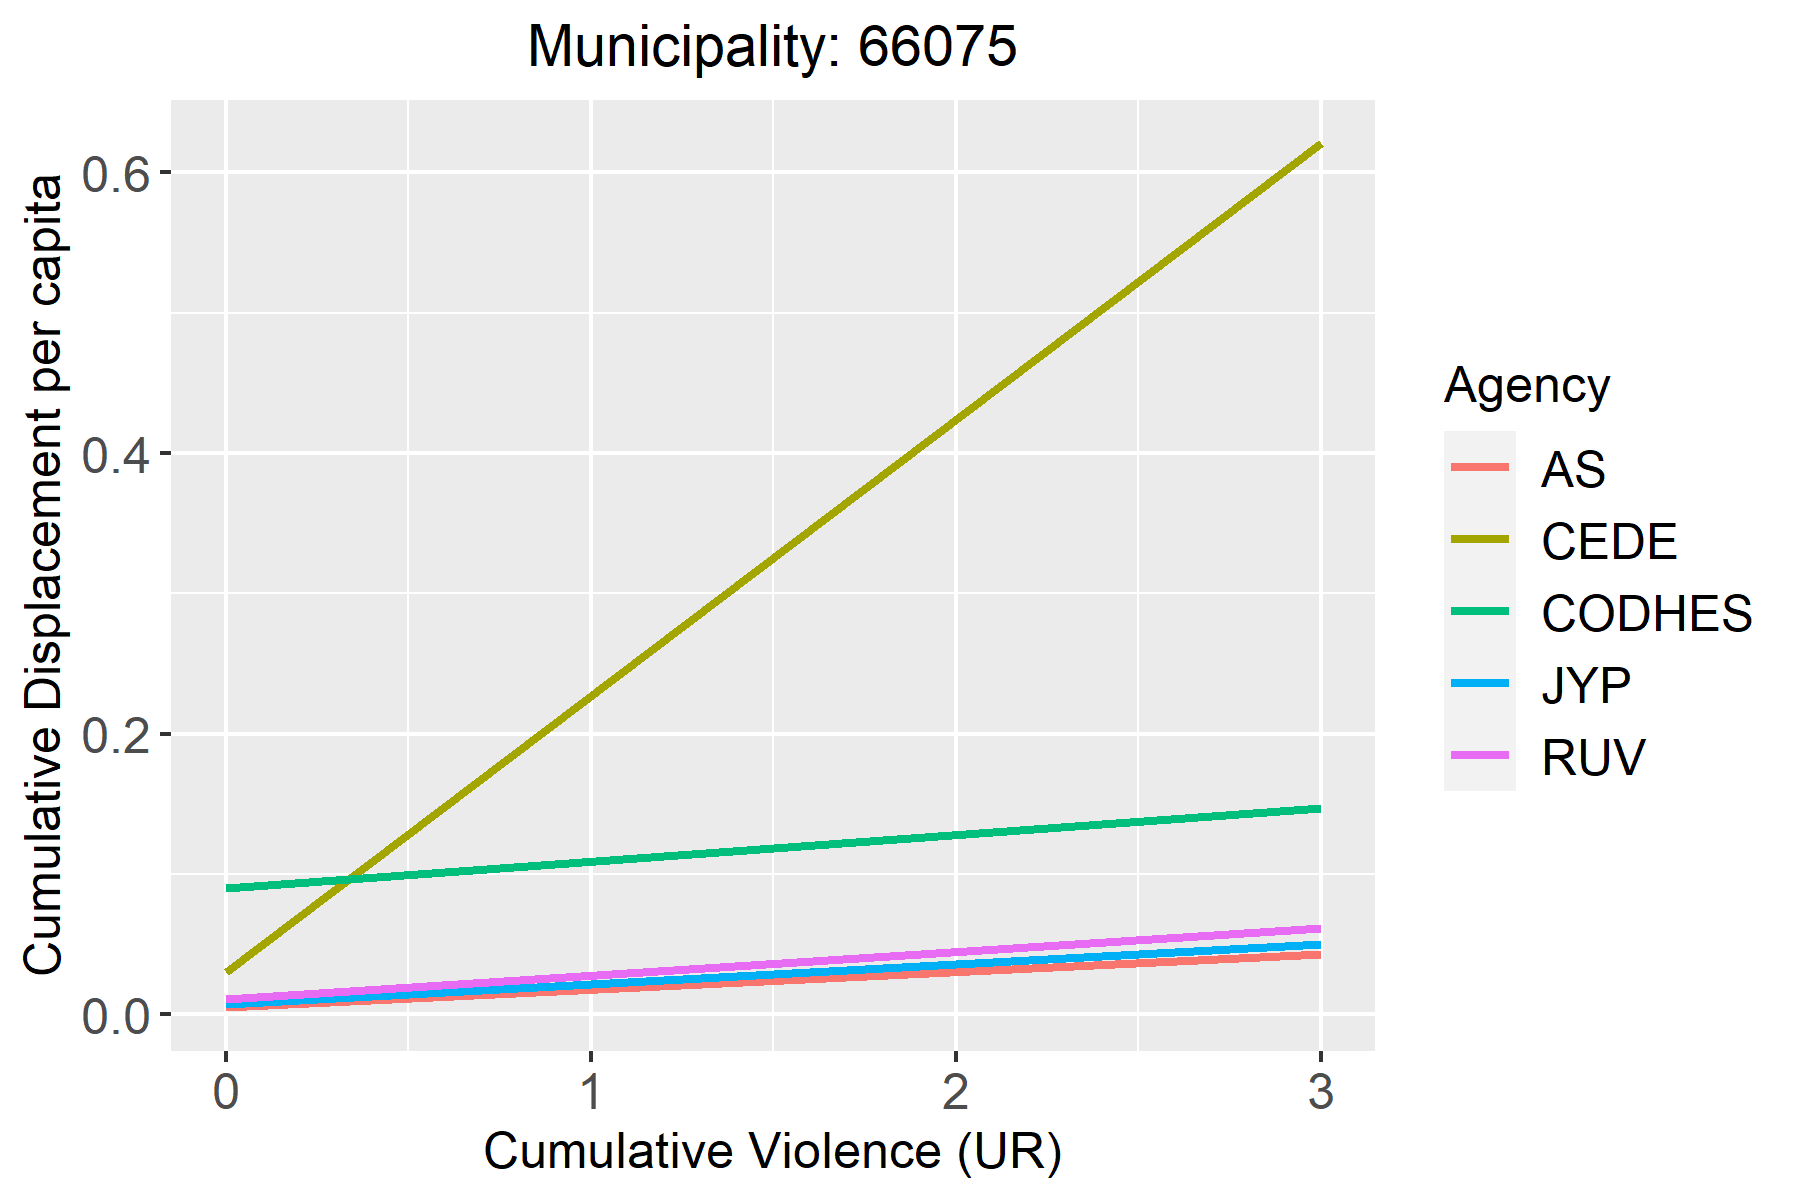 Municipality: 66075
Cumulative Displacement per capita
0.6
0.4
0.2
0.0
0
1
2
3
Cumulative Violence (UR)
Agency
AS
CEDE
CODHES
JYP
RUV